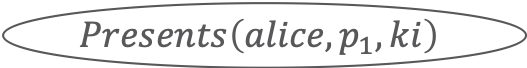 Presents(alice, p₁, ki)